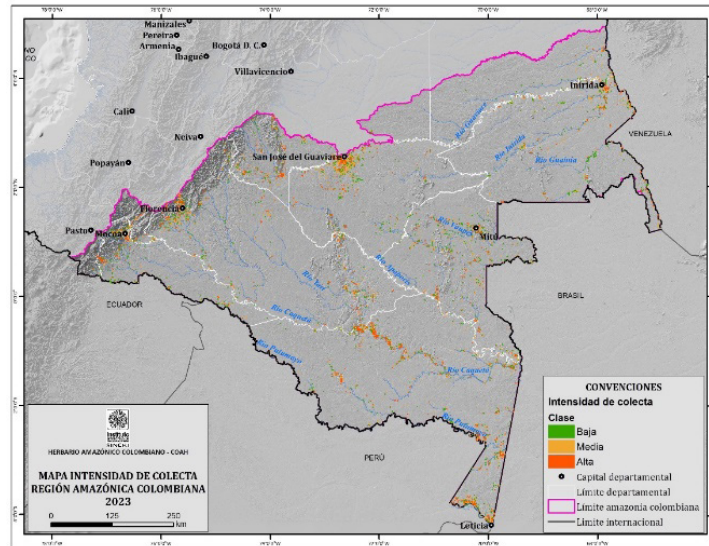 Manizales
Pereira
Armenia
Ibagué
Bogotá D. C.
Villavicencio
Cali
Neiva
Popayán
San José del Guaviare
Inírida
Río Guaviare
Río Inírida
Río Guainía
VENEZUELA
Florencia
Pasto
Mocoa
Río Vaupés
Mitú
Río Apaporis
Río Yarí
ECUADOR
BRASIL
Río Caquetá
Río Putumayo
Río Caquetá
Río Putumayo
PERÚ
Leticia
HERBARIO AMAZÓNICO COLOMBIANO - COAH
MAPA INTENSIDAD DE COLECTA
REGIÓN AMAZÓNICA COLOMBIANA
2023
0 125 250
km
CONVENCIONES
Intensidad de colecta
Clase
Baja
Media
Alta
Capital departamental
Límite departamental
Límite amazonía colombiana
Límite internacional